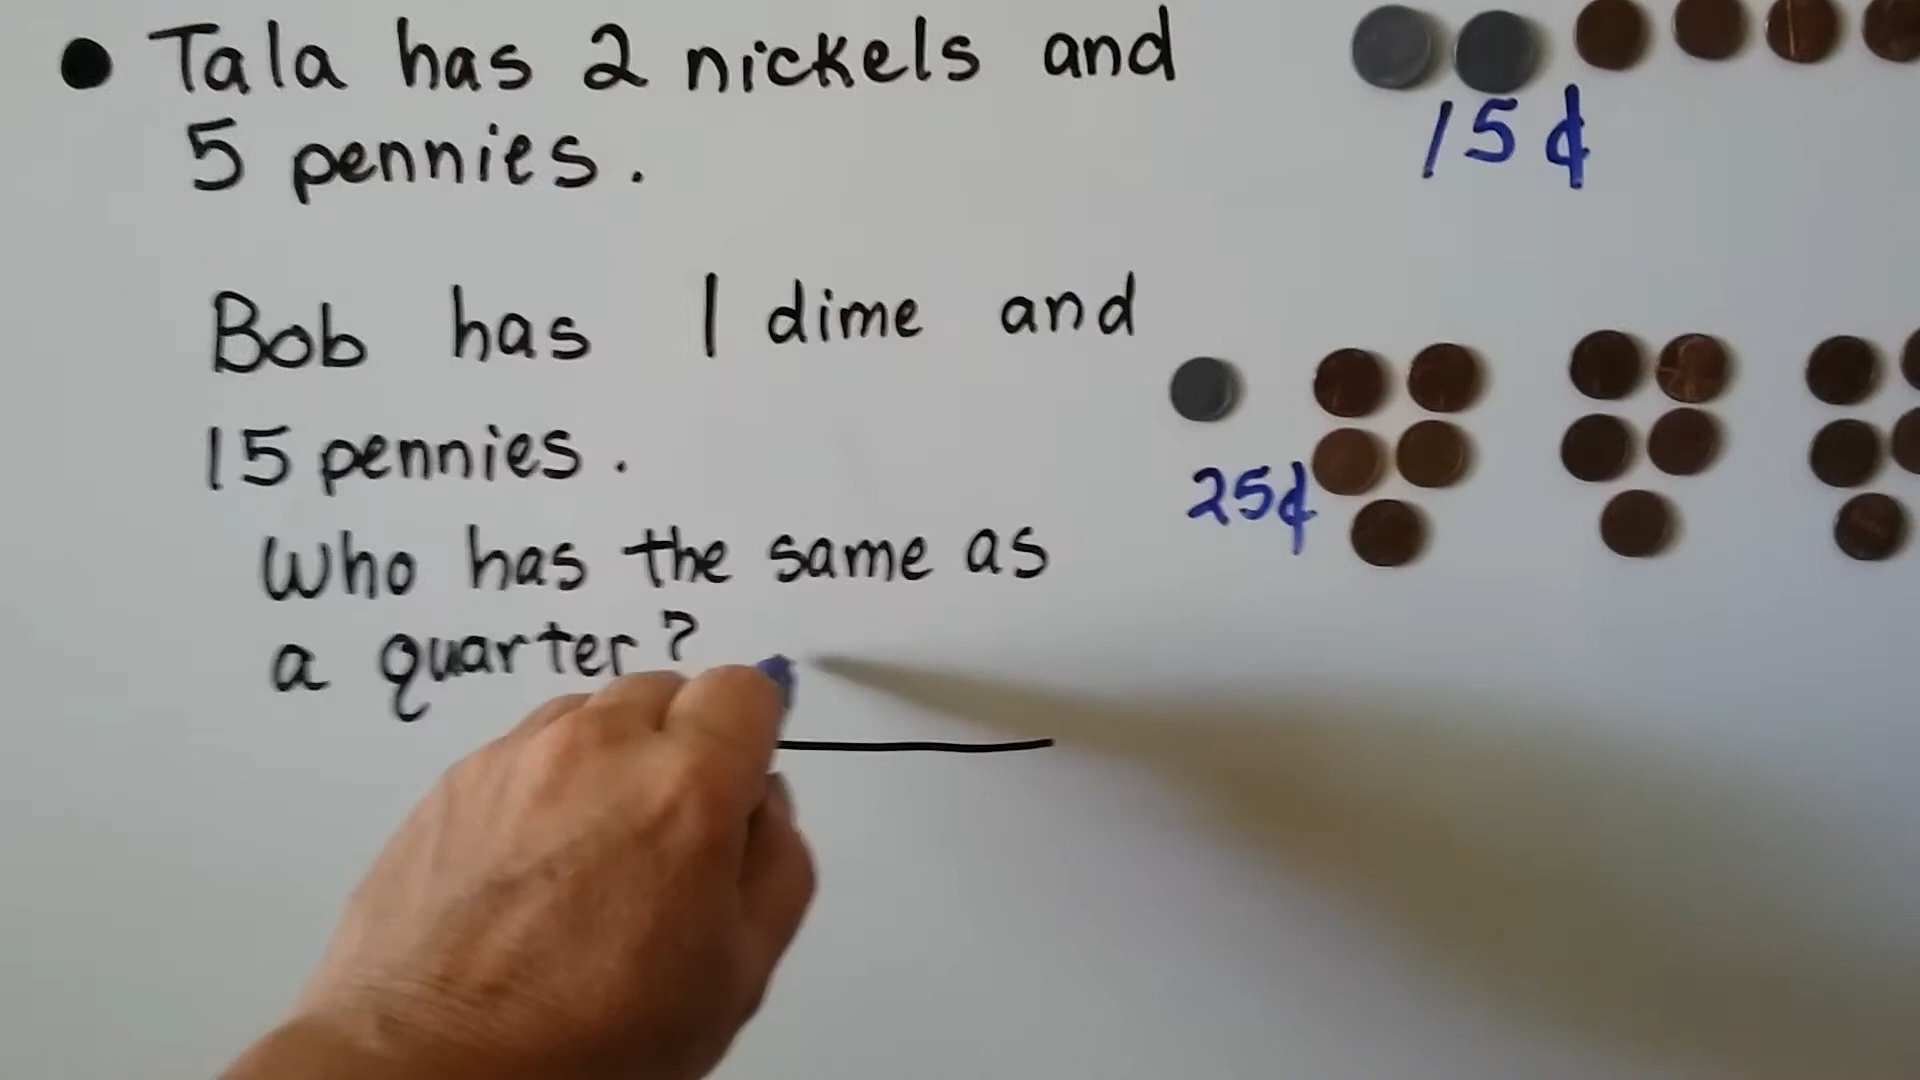 Tala has 2 nickels and
5 pennies.
15¢
Bob has 1 dime and
15 pennies.
25¢
Who has the same as
a quarter?